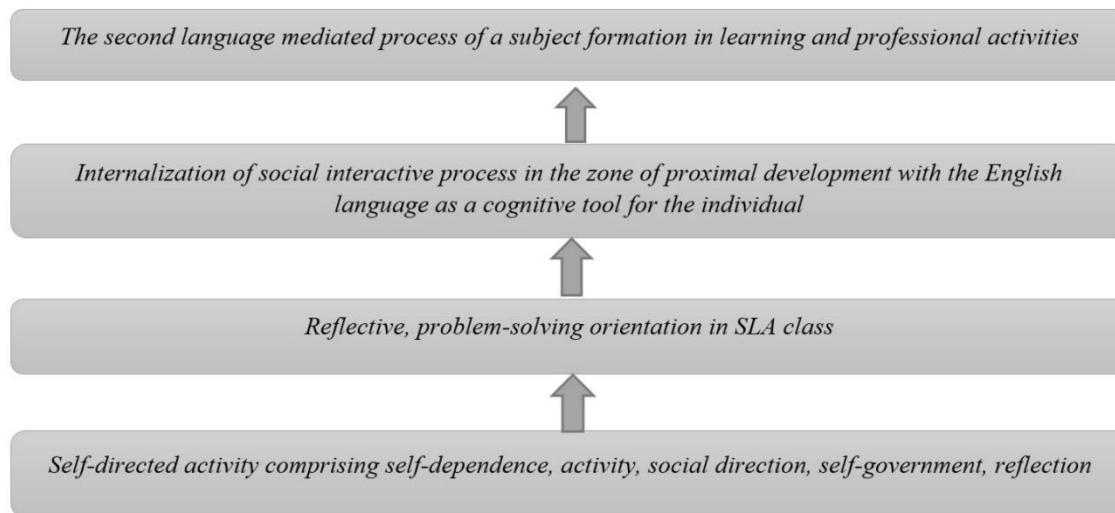 The second language mediated process of a subject formation in learning and professional activities
Internalization of social interactive process in the zone of proximal development with the English
language as a cognitive tool for the individual
Reflective, problem-solving orientation in SLA class
Self-directed activity comprising self-dependence, activity, social direction, self-government, reflection